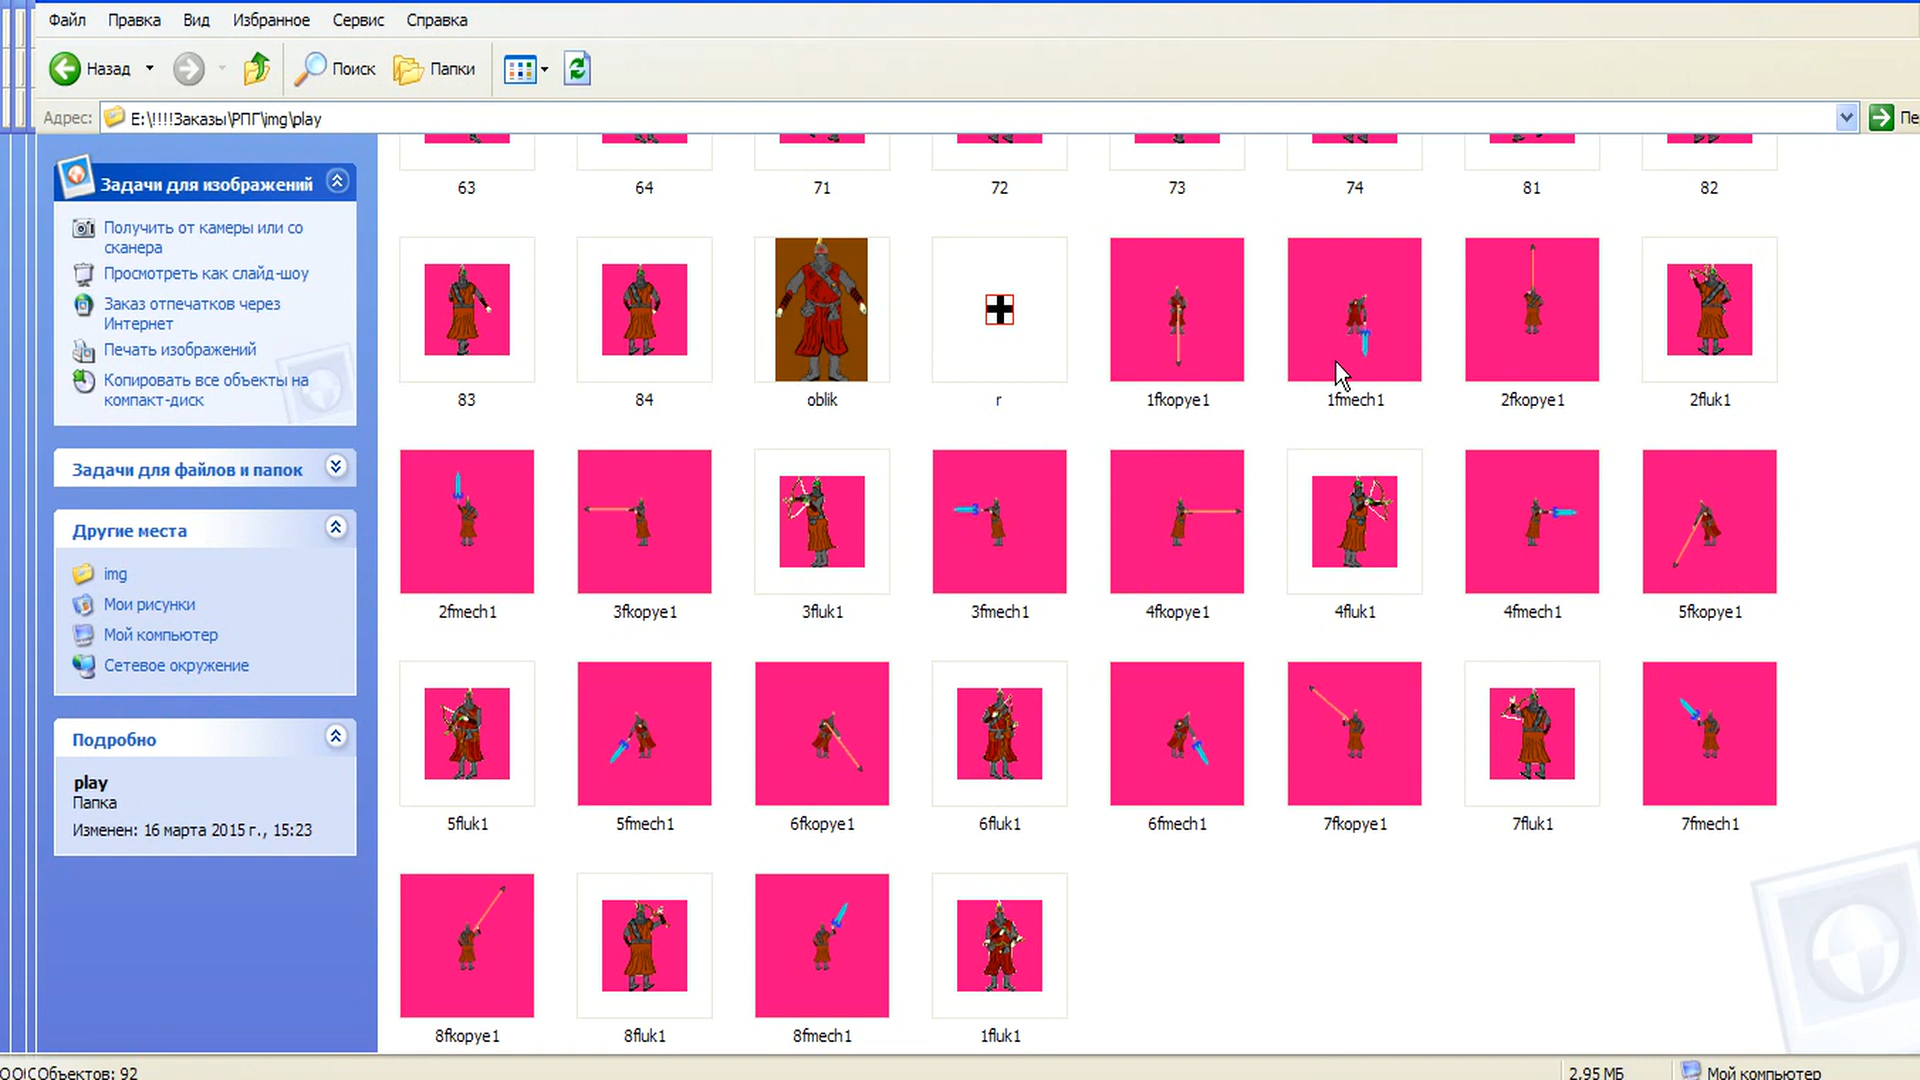 Файл Правка Вид Избранное Сервис Справка
Назад Поиск Папки
Адрес: E:\!!!!Заказы\РПГ\img\play
Задачи для изображений
Получить от камеры или со
сканера
Просмотреть как слайд-шоу
Заказ отпечатков через
Интернет
Печать изображений
Копировать все объекты на
компакт-диск
Задачи для файлов и папок
Другие места
img
Мои рисунки
Мой компьютер
Сетевое окружение
Подробно
play
Папка
Изменен: 16 марта 2015 г., 15:23
63 64 71 72 73 74 81 82
83 84 oblik r 1fkopye1 1fmech1 2fkopye1 2fluk1
2fmech1 3fkopye1 3fluk1 3fmech1 4fkopye1 4fluk1 4fmech1 5fkopye1
5fluk1 5fmech1 6fkopye1 6fluk1 6fmech1 7fkopye1 7fluk1 7fmech1
8fkopye1 8fluk1 8fmech1 1fluk1
Объектов: 92 2,95 МБ Мой компьютер